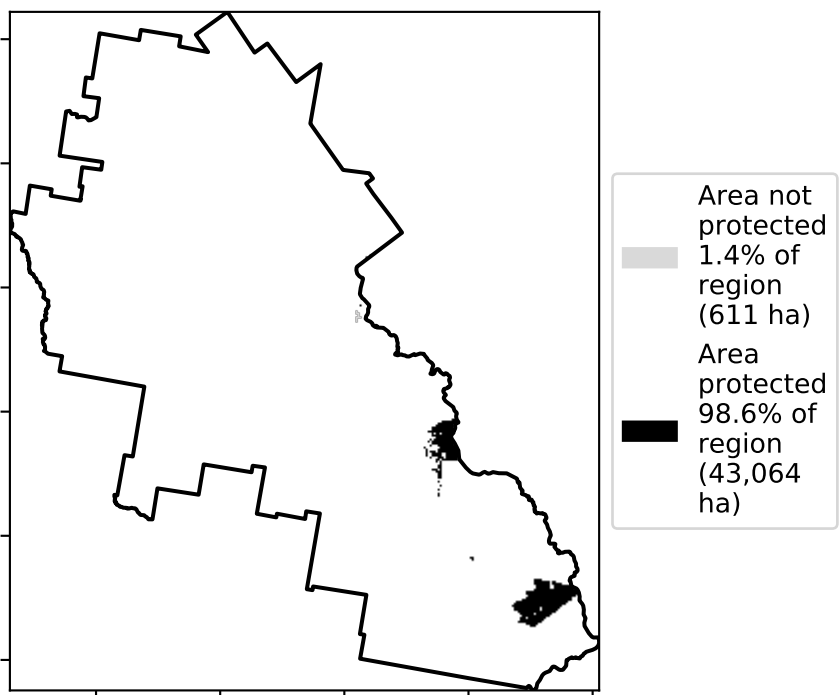 Area not
protected
1.4% of
region
(611 ha)
Area
protected
98.6% of
region
(43,064
ha)